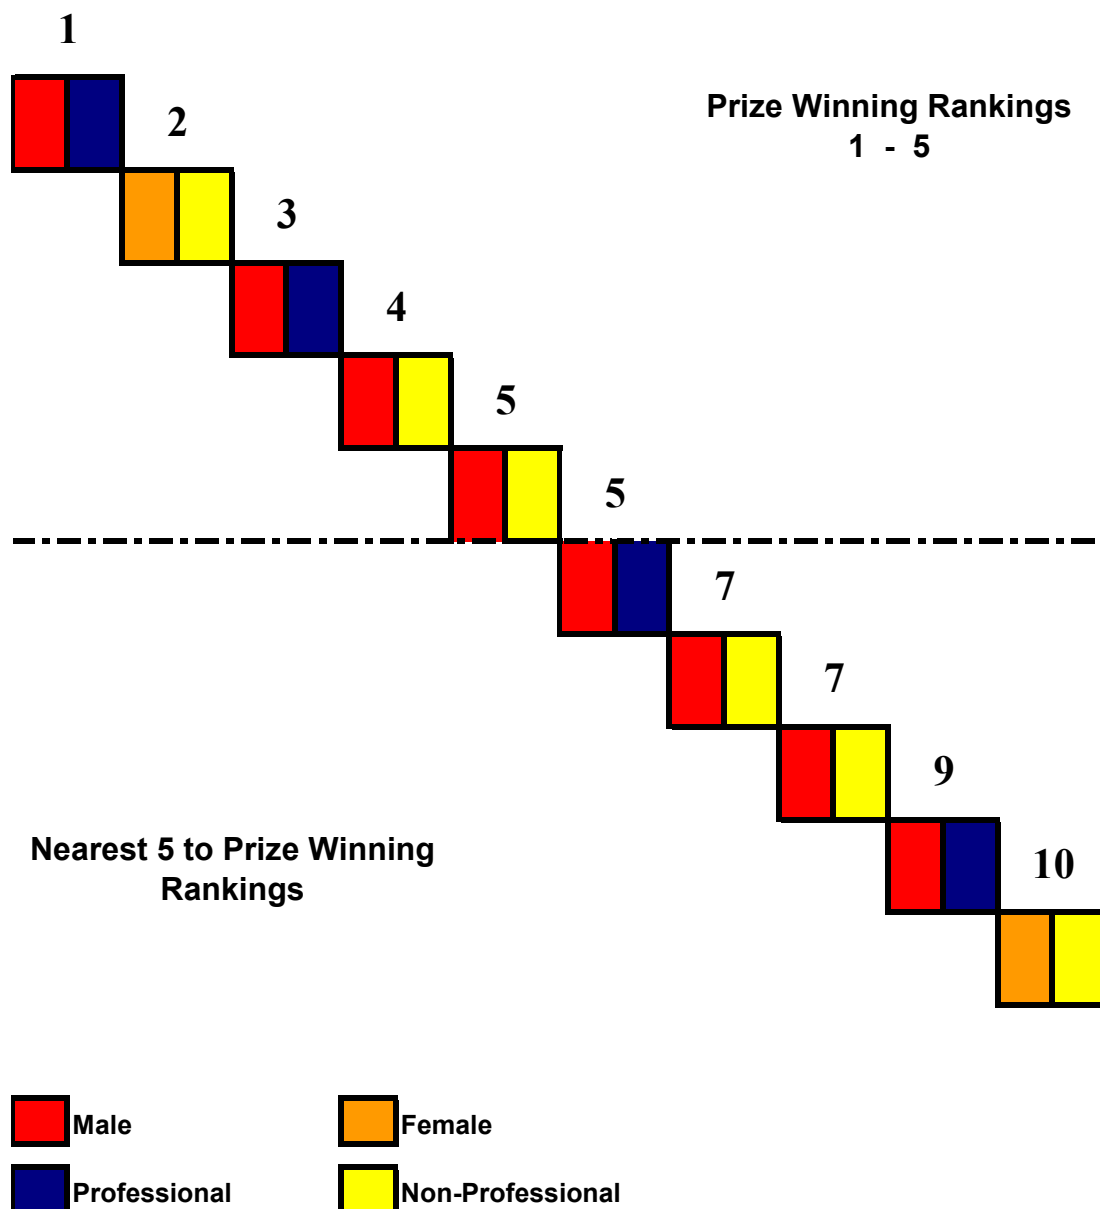 1
Prize Winning Rankings
1 - 5
2
3
4
5
5
7
7
9
Nearest 5 to Prize Winning
Rankings
10
Male
Female
Professional
Non-Professional